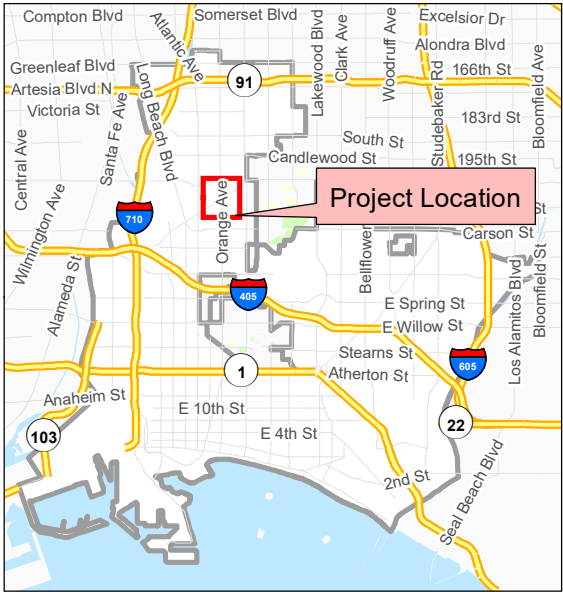 Compton Blvd
Somerset Blvd
Excelsior Dr
Atlantic Ave
Lakewood Blvd
Clark Ave
Woodruff Ave
Alondra Blvd
Greenleaf Blvd
166th St
Artesia Blvd N
91
Bloomfield Ave
Victoria St
Long Beach Blvd
Santa Fe Ave
Studebaker Rd
183rd St
South St
Central Ave
Candlewood St
195th St
Project Location
Orange Ave
710
St
Carson St
Wilmington Ave
Bellflower
Alameda St
405
E Spring St
Los Alamitos Blvd
Bloomfield St
E Willow St
Stearns St
605
1
Atherton St
Anaheim St
E 10th St
103
E 4th St
22
2nd St
Seal Beach Blvd